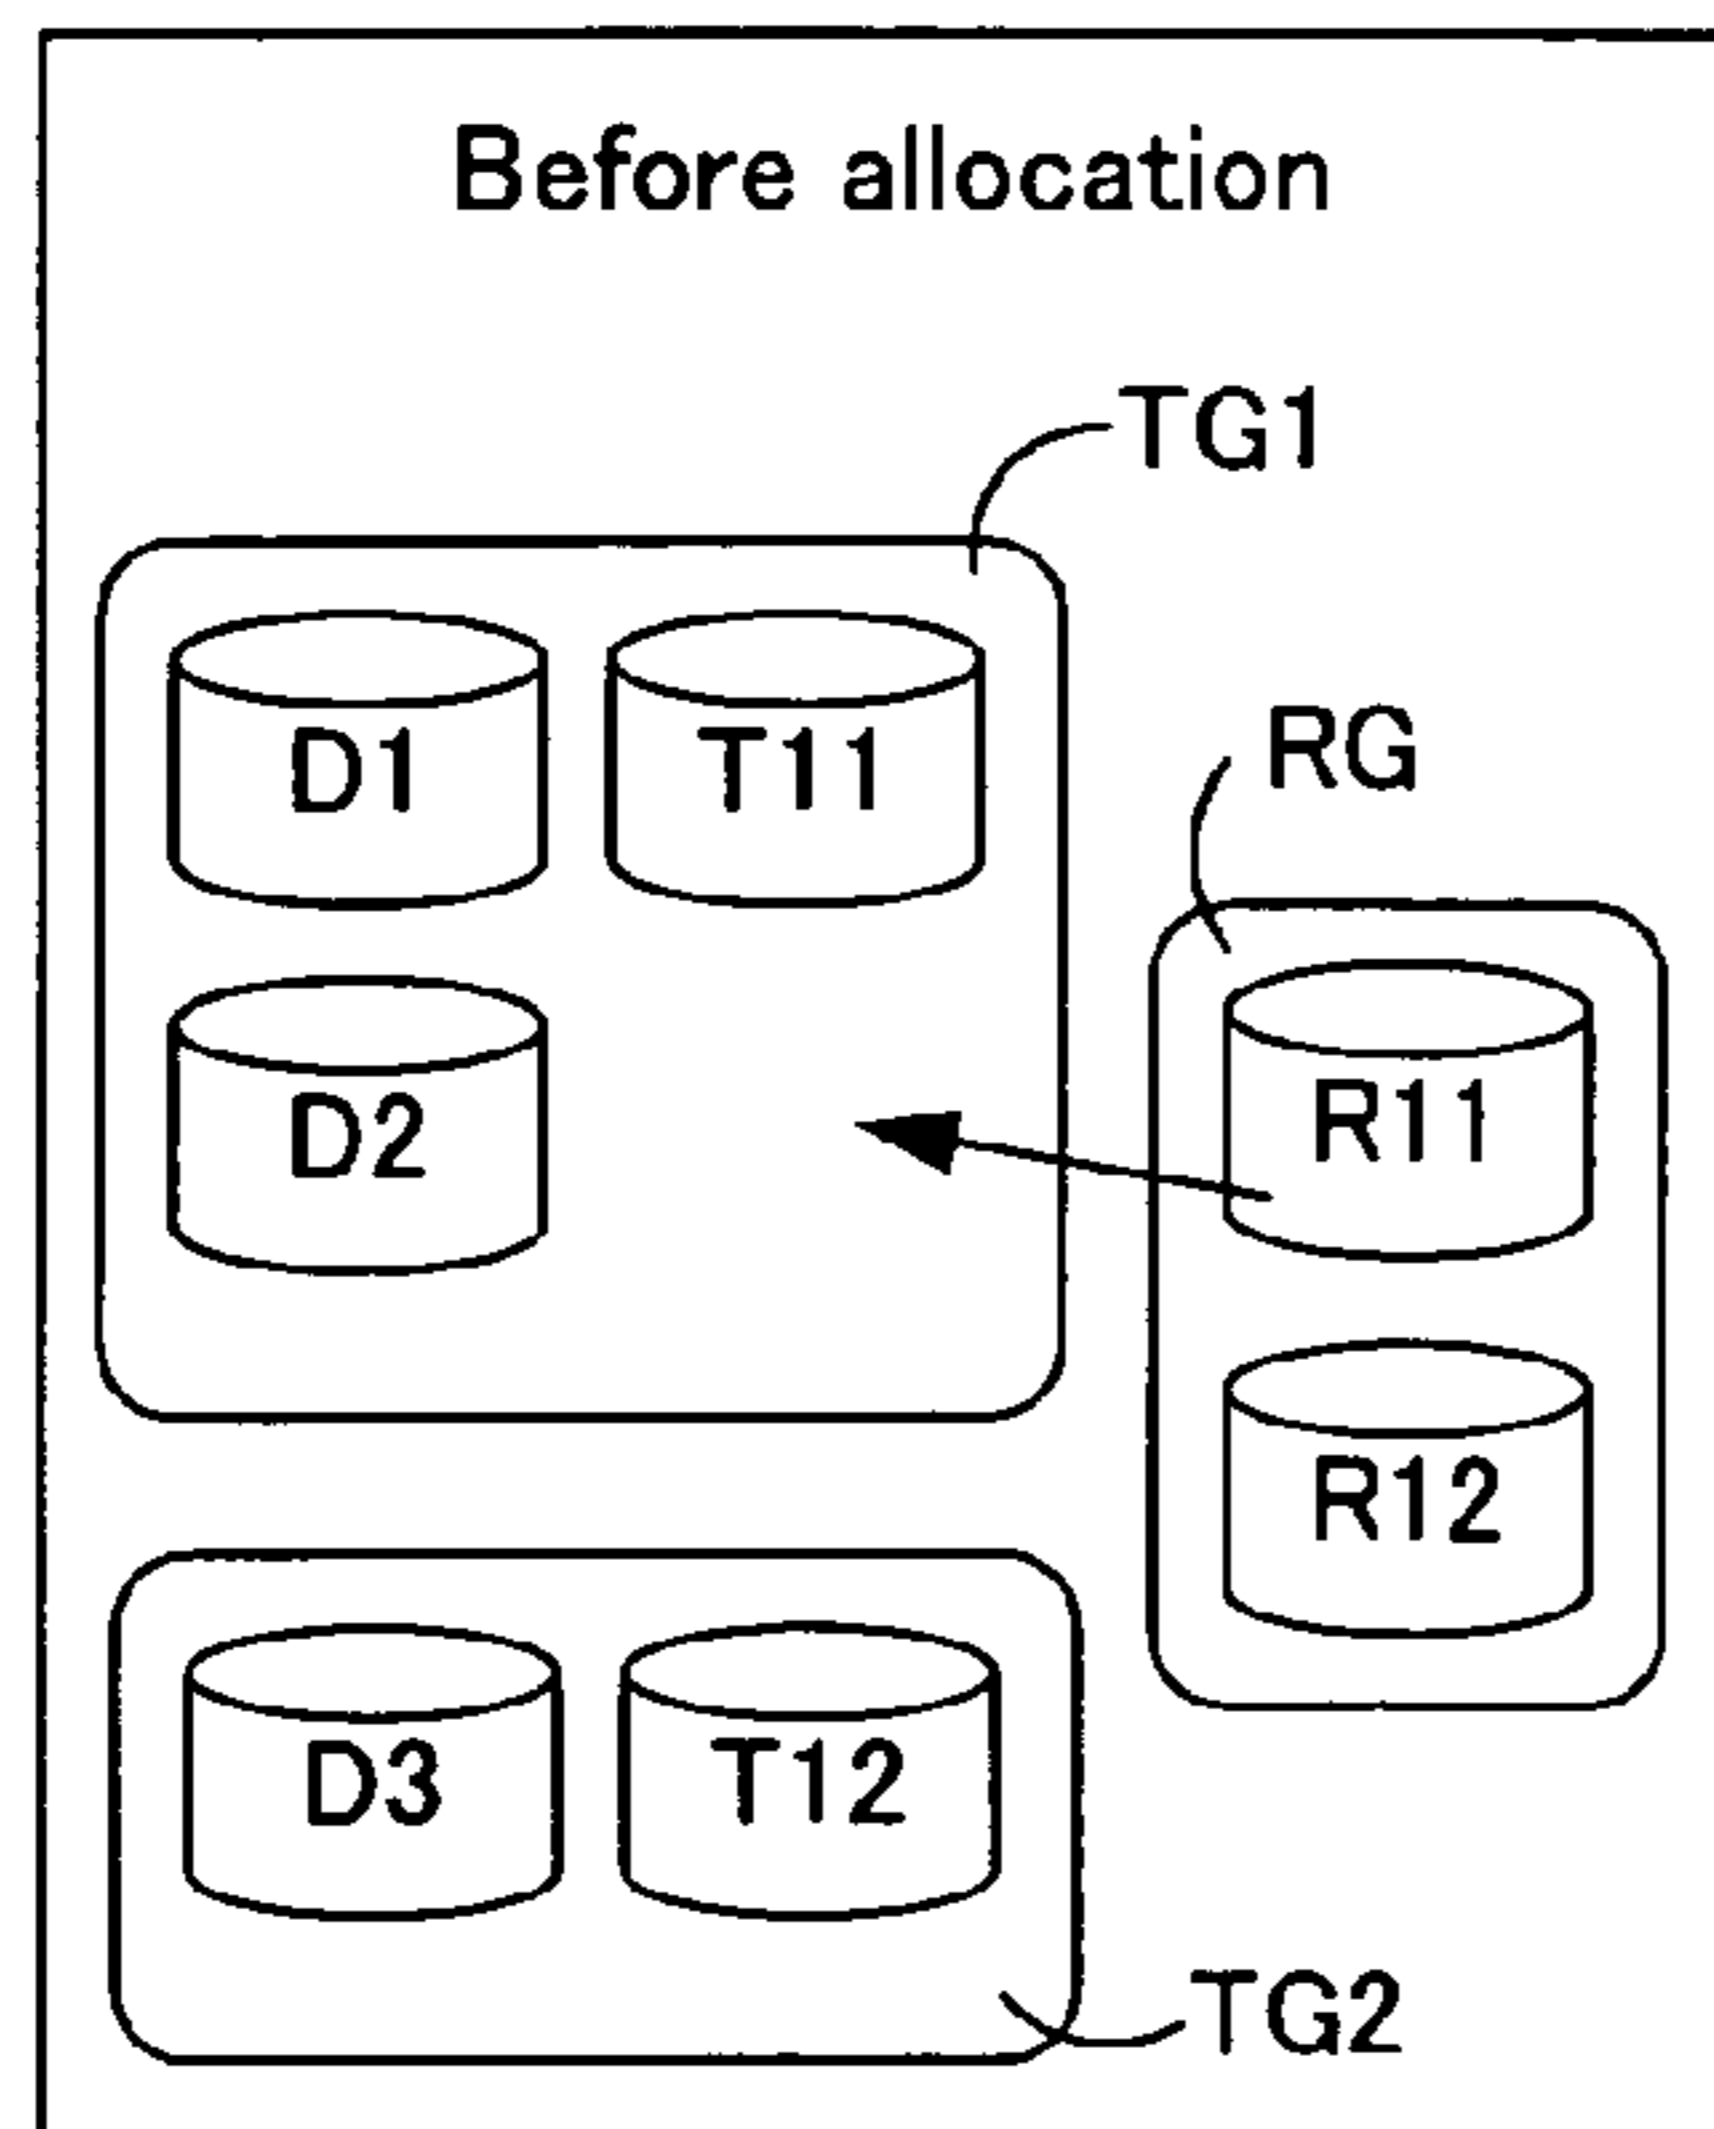 Before allocation
TG1
D1
T11
RG
D2
R11
R12
D3
T12
TG2